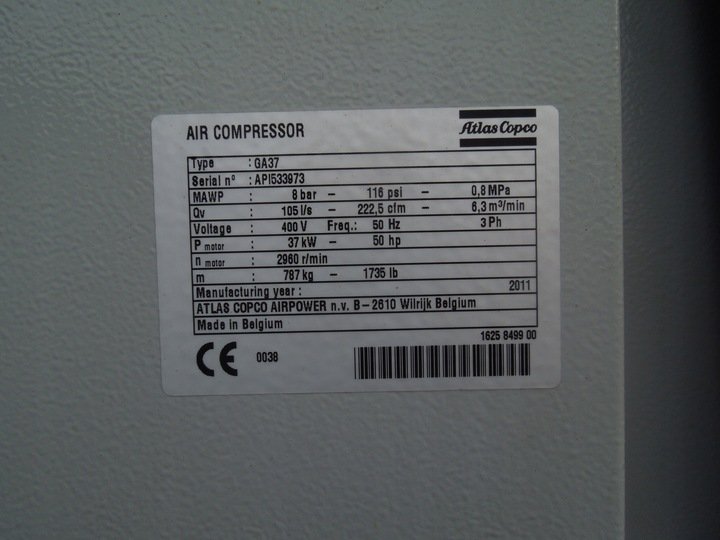 AIR COMPRESSOR
Atlas Copco
Type : GA37
Serial n° : API533973
MAWP : 8 bar – 116 psi – 0,8 MPa
Qv : 105 l/s – 222,5 cfm – 6,3 m³/min
Voltage : 400 V Freq.: 50 Hz 3 Ph
P motor : 37 kW – 50 hp
n motor : 2960 r/min
m : 787 kg – 1735 lb
Manufacturing year : 2011
ATLAS COPCO AIRPOWER n.v. B – 2610 Wilrijk Belgium
Made in Belgium
1625 8499 00
CE 0038